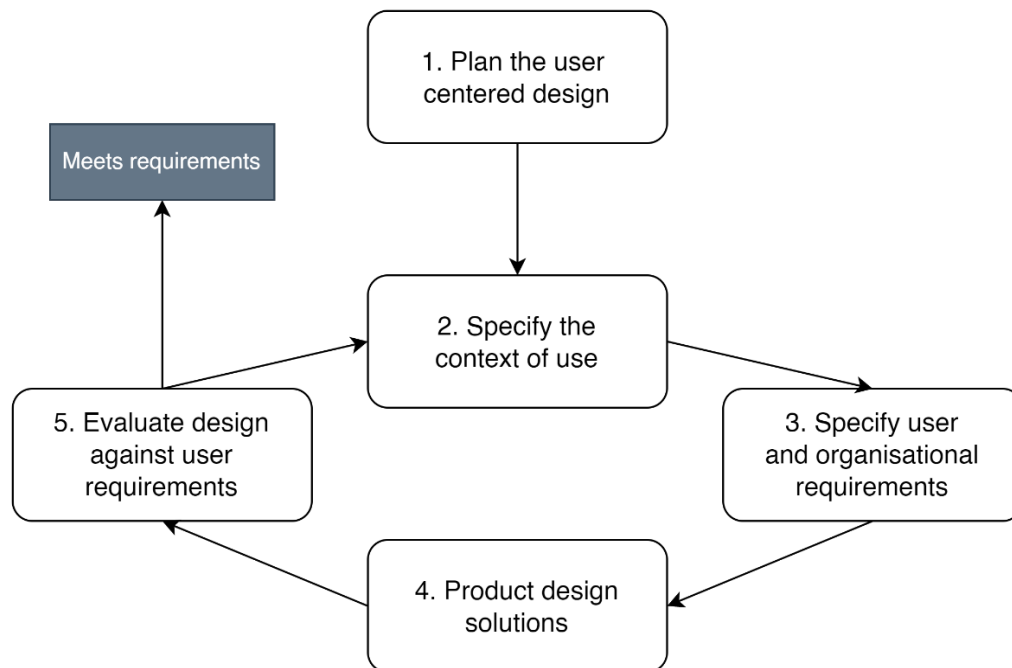 1. Plan the user
centered design
Meets requirements
2. Specify the
context of use
5. Evaluate design
against user
requirements
3. Specify user
and organisational
requirements
4. Product design
solutions